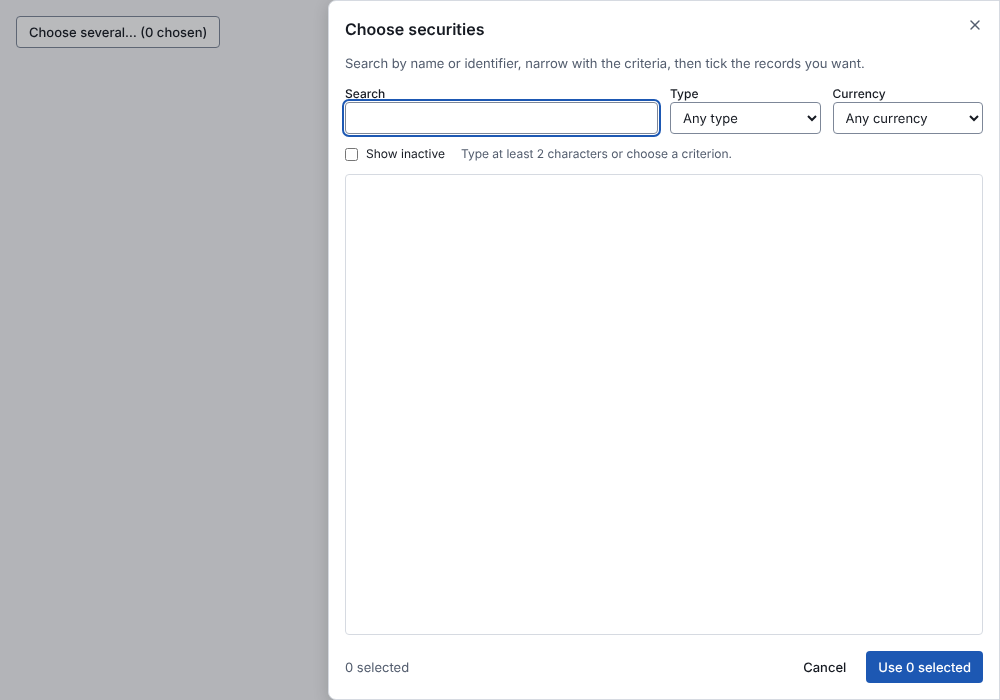 Choose several... (0 chosen)
Choose securities
Search by name or identifier, narrow with the criteria, then tick the records you want.
Search Type Currency
Any type Any currency
Show inactive Type at least 2 characters or choose a criterion.
0 selected Cancel Use 0 selected